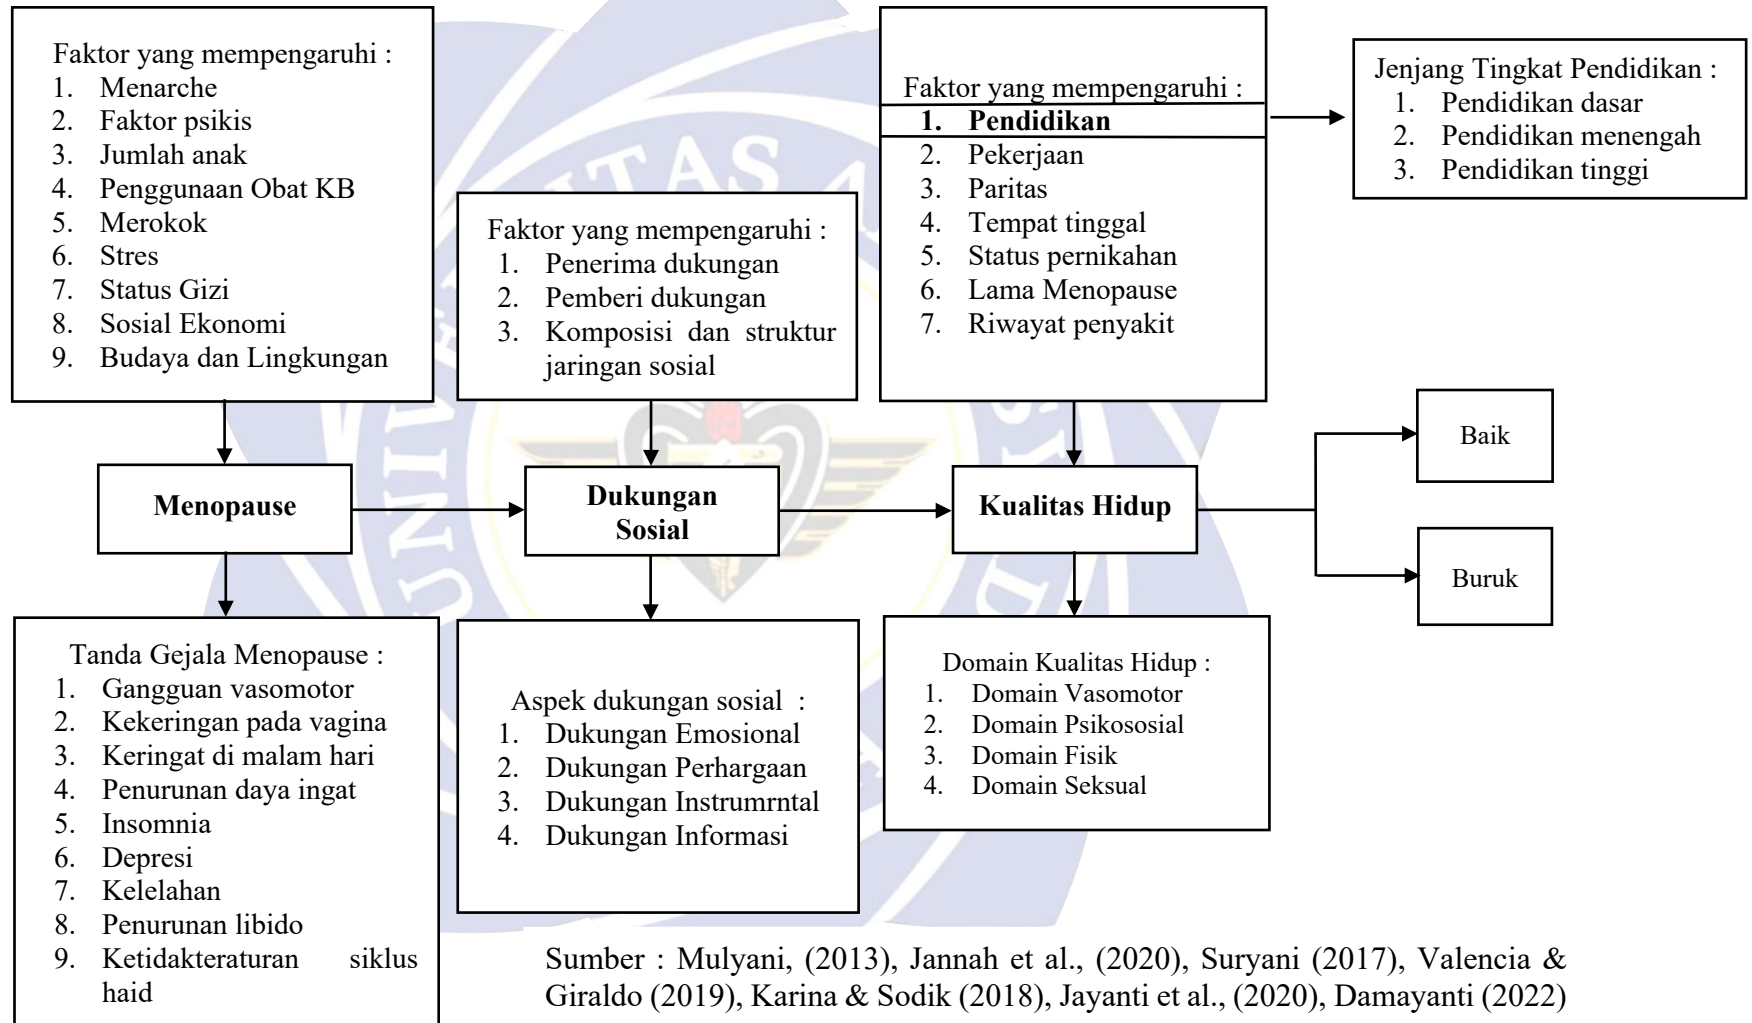 Faktor yang mempengaruhi :
1. Menarche
2. Faktor psikis
3. Jumlah anak
4. Penggunaan Obat KB
5. Merokok
6. Stres
7. Status Gizi
8. Sosial Ekonomi
9. Budaya dan Lingkungan
Faktor yang mempengaruhi :
1. Penerima dukungan
2. Pemberi dukungan
3. Komposisi dan struktur
jaringan sosial
Faktor yang mempengaruhi :
1. Pendidikan
2. Pekerjaan
3. Paritas
4. Tempat tinggal
5. Status pernikahan
6. Lama Menopause
7. Riwayat penyakit
Jenjang Tingkat Pendidikan :
1. Pendidikan dasar
2. Pendidikan menengah
3. Pendidikan tinggi
Menopause
Dukungan
Sosial
Kualitas Hidup
Baik
Buruk
Tanda Gejala Menopause :
1. Gangguan vasomotor
2. Kekeringan pada vagina
3. Keringat di malam hari
4. Penurunan daya ingat
5. Insomnia
6. Depresi
7. Kelelahan
8. Penurunan libido
9. Ketidakteraturan siklus
haid
Aspek dukungan sosial :
1. Dukungan Emosional
2. Dukungan Perhargaan
3. Dukungan Instrumrntal
4. Dukungan Informasi
Domain Kualitas Hidup :
1. Domain Vasomotor
2. Domain Psikososial
3. Domain Fisik
4. Domain Seksual
Sumber : Mulyani, (2013), Jannah et al., (2020), Suryani (2017), Valencia &
Giraldo (2019), Karina & Sodik (2018), Jayanti et al., (2020), Damayanti (2022)